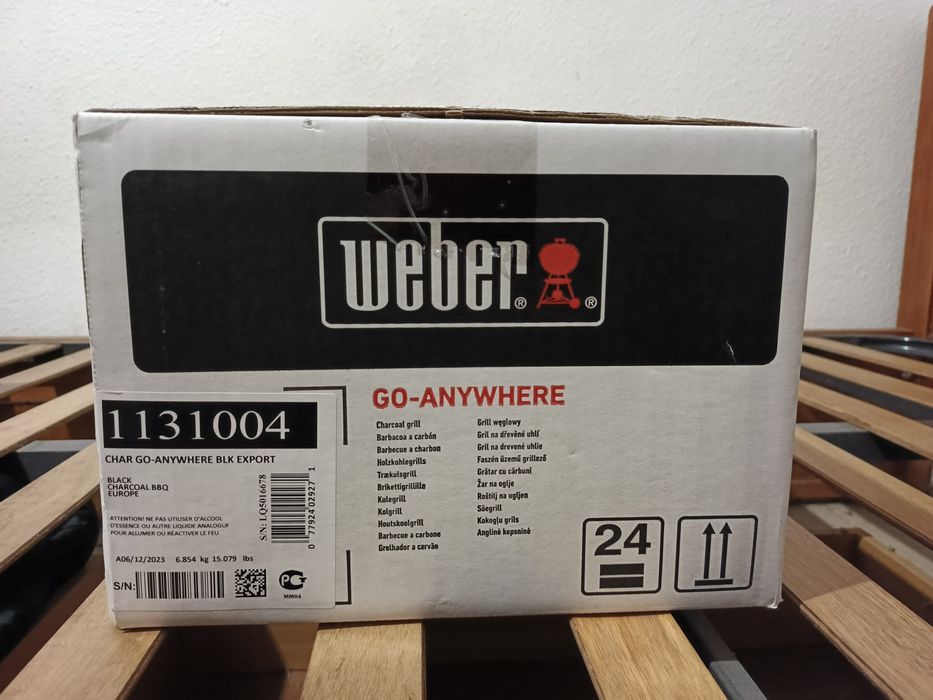 weber® ®
GO-ANYWHERE
Charcoal grill
Barbacoa a carbón
Barbecue a charbon
Holzkohlegrills
Trækulsgrill
Brikettigrillille
Kulegrill
Kolgrill
Houtskoolgrill
Barbecue a carbone
Grelhador a carvão
Grill węglowy
Gril na dřevěné uhlí
Gril na drevené uhlie
Faszén üzemű grillező
Grătar cu cărbuni
Žar na oglje
Roštilj na ugljen
Söegrill
Kokogļu grils
Anglinė kepsninė
1131004
CHAR GO-ANYWHERE BLK EXPORT
BLACK
CHARCOAL BBQ
EUROPE
ATTENTION! NE PAS UTILISER D'ALCOOL
D'ESSENCE OU AUTRE LIQUIDE ANALOGUF
POUR ALLUMER OU RÉACTIVER LE FEU
S/N: LQ5016678
0 77924 02927 1
A06/12/2023 6.854 kg 15.079 lbs
S/N:
PG
MM04
24